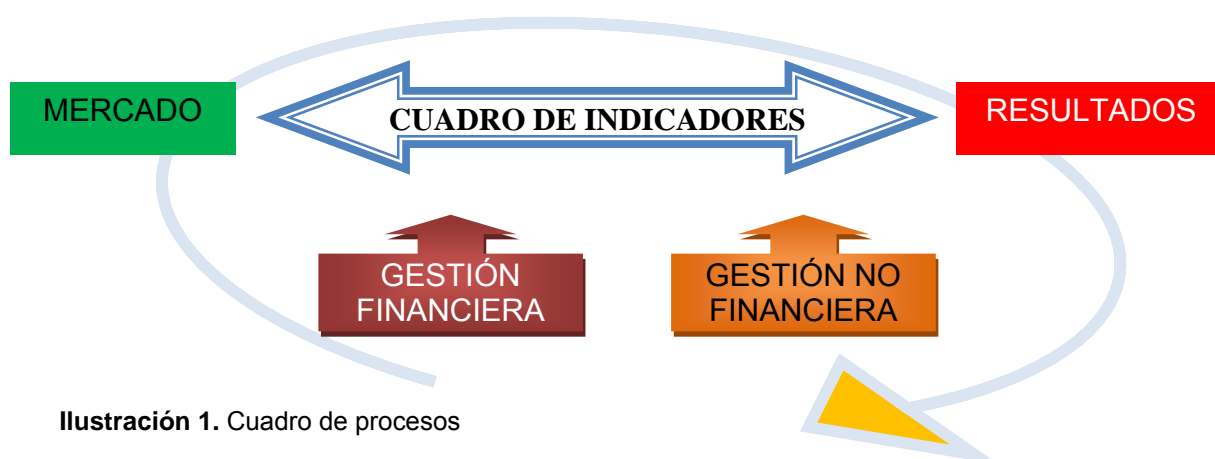 MERCADO
CUADRO DE INDICADORES
RESULTADOS
GESTIÓN
FINANCIERA
GESTIÓN NO
FINANCIERA
Ilustración 1. Cuadro de procesos